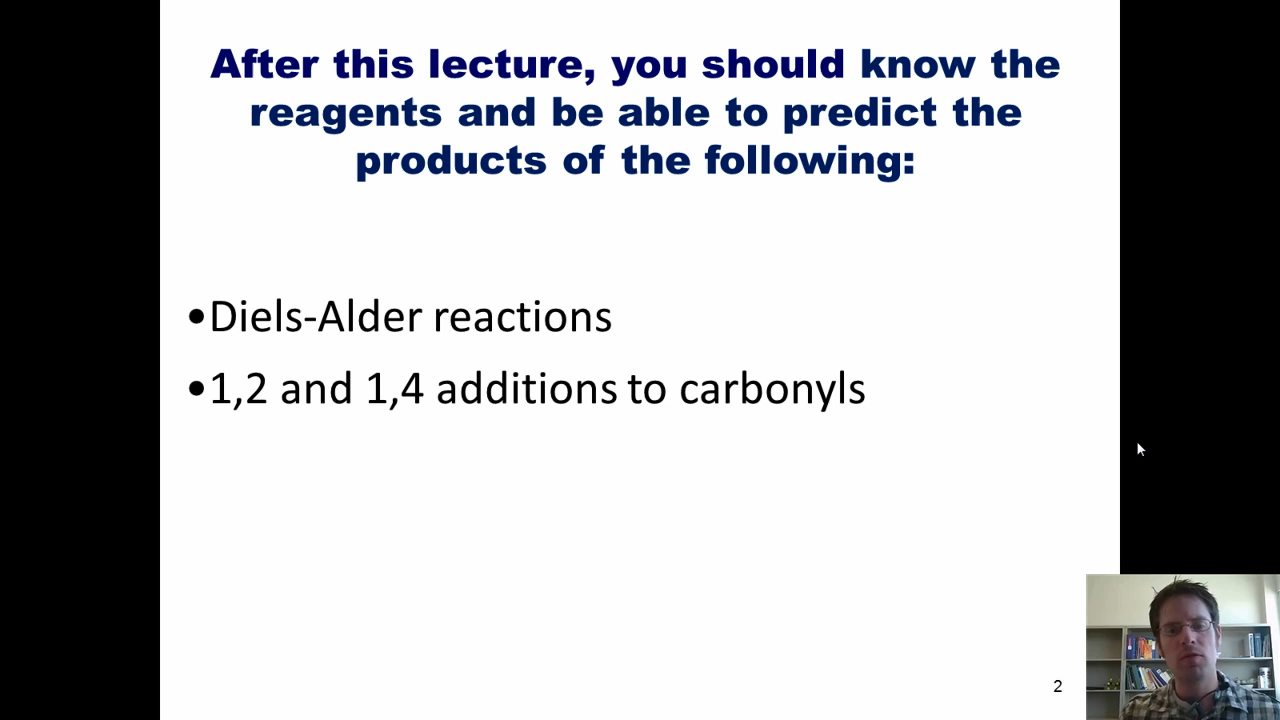 After this lecture, you should know the
reagents and be able to predict the
products of the following:
•Diels-Alder reactions
•1,2 and 1,4 additions to carbonyls
2